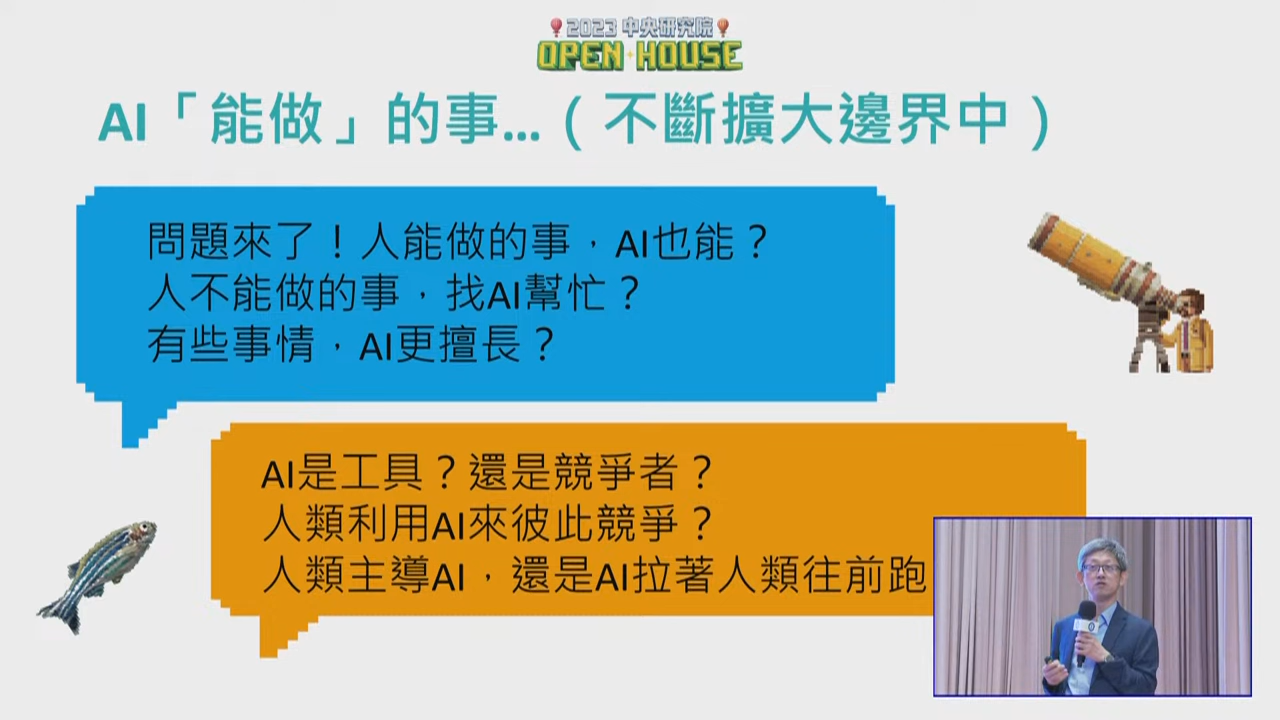 2023 中央研究院
OPEN HOUSE
AI「能做」的事...（不斷擴大邊界中）
問題來了！人能做的事，AI也能？
人不能做的事，找AI幫忙？
有些事情，AI更擅長？
AI是工具？還是競爭者？
人類利用AI來彼此競爭？
人類主導AI，還是AI拉著人類往前跑